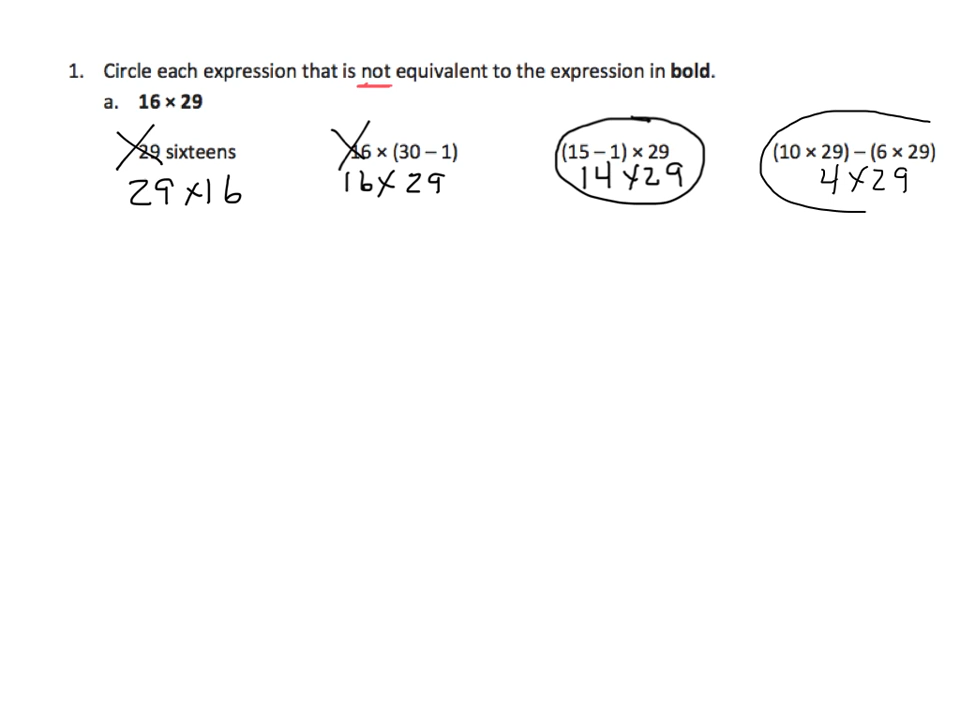 1. Circle each expression that is not equivalent to the expression in bold.
a. 16 × 29
29 sixteens 16 × (30 – 1) (15 – 1) × 29 (10 × 29) – (6 × 29)
29 ×16 16× 29 14 ×29 4×29